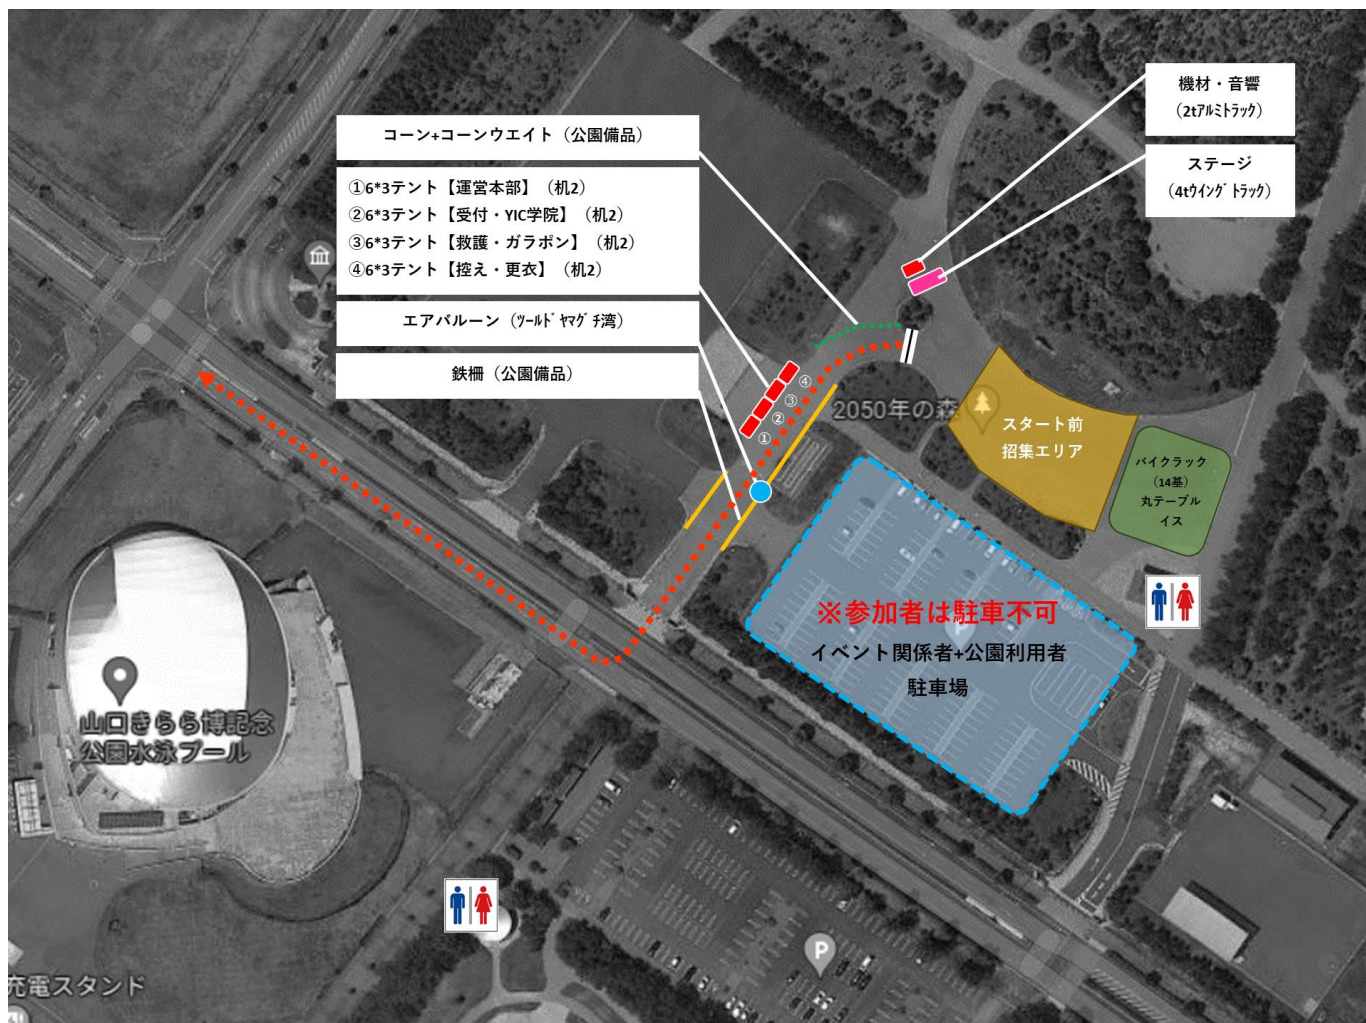 機材・音響
(2tｱﾙﾐﾄﾗｯｸ)
ステージ
(4tｳｲﾝｸﾞﾄﾗｯｸ)
コーン+コーンウエイト（公園備品）
①6*3テント【運営本部】（机2）
②6*3テント【受付・YIC学院】（机2）
③6*3テント【救護・ガラポン】（机2）
④6*3テント【控え・更衣】（机2）
エアバルーン（ﾂｰﾙﾄﾞﾔﾏｸﾞﾁ湾）
鉄柵（公園備品）
④
③
②
①
2050年の森
スタート前
招集エリア
バイクラック
（14基）
丸テーブル
イス
※参加者は駐車不可
イベント関係者+公園利用者
駐車場
山口きらら博記念
公園水泳プール
P
充電スタンド